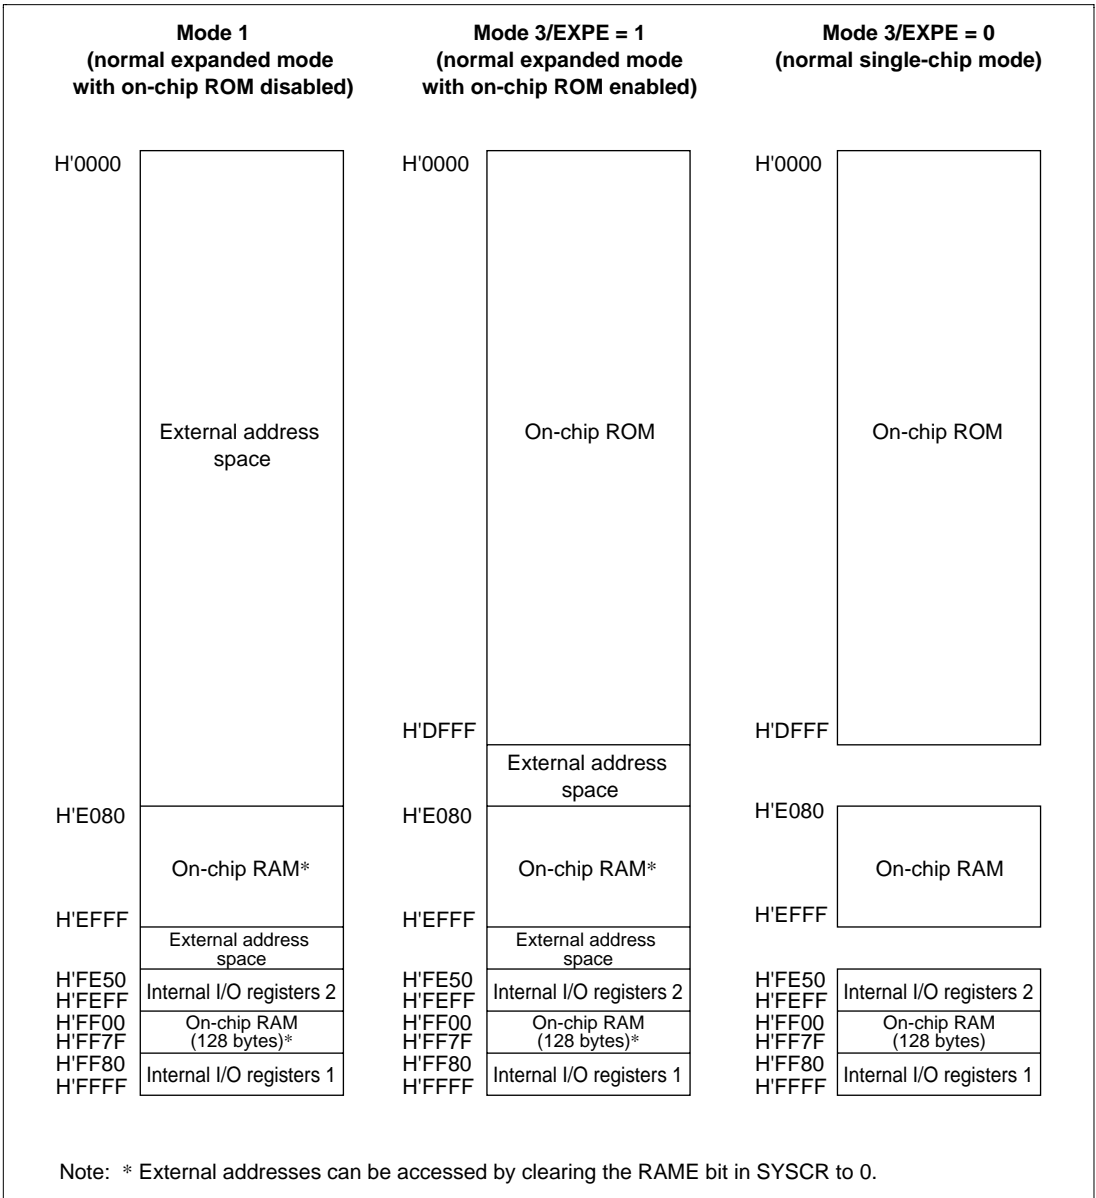 Mode 1
(normal expanded mode
with on-chip ROM disabled)
H'0000
External address
space
H'E080
On-chip RAM*
H'EFFF
External address
space
H'FE50
Internal I/O registers 2
H'FEFF
H'FF00
On-chip RAM
(128 bytes)*
H'FF7F
H'FF80
Internal I/O registers 1
H'FFFF
Mode 3/EXPE = 1
(normal expanded mode
with on-chip ROM enabled)
H'0000
On-chip ROM
H'DFFF
External address
space
H'E080
On-chip RAM*
H'EFFF
External address
space
H'FE50
Internal I/O registers 2
H'FEFF
H'FF00
On-chip RAM
(128 bytes)*
H'FF7F
H'FF80
Internal I/O registers 1
H'FFFF
Mode 3/EXPE = 0
(normal single-chip mode)
H'0000
On-chip ROM
H'DFFF
H'E080
On-chip RAM
H'EFFF
H'FE50
Internal I/O registers 2
H'FEFF
H'FF00
On-chip RAM
(128 bytes)
H'FF7F
H'FF80
Internal I/O registers 1
H'FFFF
Note: * External addresses can be accessed by clearing the RAME bit in SYSCR to 0.